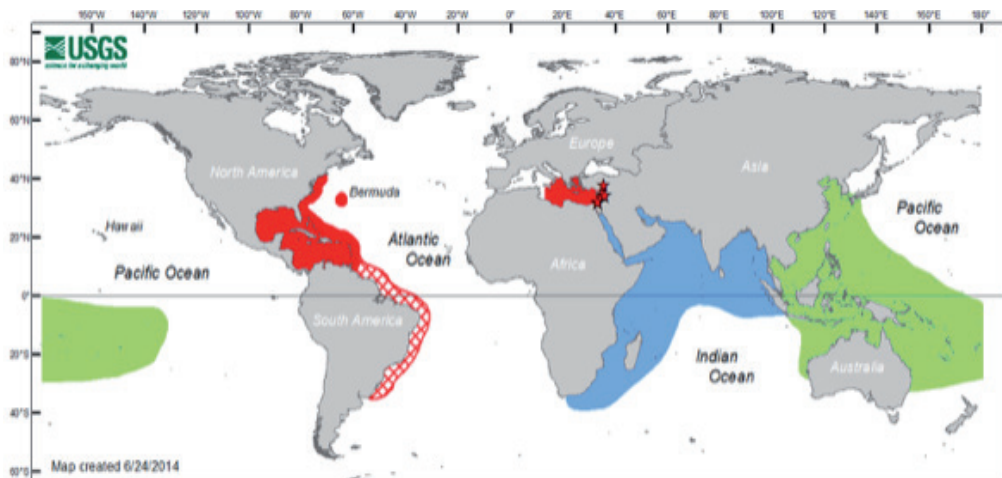 150°W 120°W 100°W 80°W 60°W 40°W 20°W 0° 20°E 40°E 60°E 80°E 100°E 120°E 140°E 160°E 180°
USGS
science for a changing world
80°N
60°N
Europe
Asia
North America
40°N
Bermuda
Pacific
Ocean
Hawaii
20°N
Atlantic
Ocean
Pacific Ocean
Africa
0°
South America
20°S
Indian
Ocean
Australia
40°S
Map created 6/24/2014
60°S